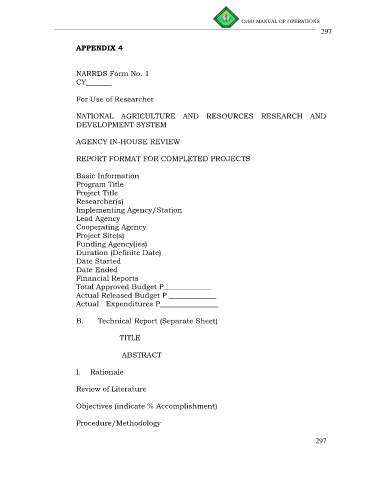 CvSU MANUAL OF OPERATIONS
297
APPENDIX 4
NARRDS Form No. 1
CY_______
For Use of Researcher
NATIONAL AGRICULTURE AND RESOURCES RESEARCH AND
DEVELOPMENT SYSTEM
AGENCY IN-HOUSE REVIEW
REPORT FORMAT FOR COMPLETED PROJECTS
Basic Information
Program Title
Project Title
Researcher(s)
Implementing Agency/Station
Lead Agency
Cooperating Agency
Project Site(s)
Funding Agency(ies)
Duration (Definite Date)
Date Started
Date Ended
Financial Reports
Total Approved Budget P_____________
Actual Released Budget P _____________
Actual Expenditures P________________
B. Technical Report (Separate Sheet)
TITLE
ABSTRACT
I. Rationale
Review of Literature
Objectives (indicate % Accomplishment)
Procedure/Methodology
297